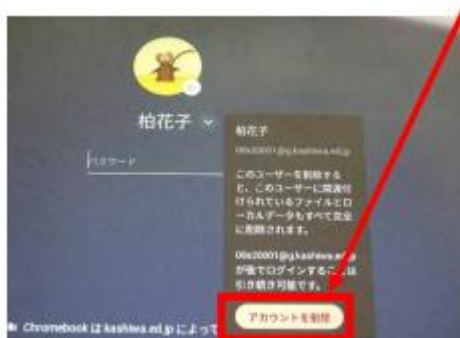 柏花子
パスワード
柏花子
このユーザーを削除する
と、このユーザーに関連付
けられているファイルとロ
ーカルデータもすべて完全
に削除されます。
00s20001@g.kashiwa.ed.jp
が後でログインすることは
引き続き可能です。
アカウントを削除
Chromebook は kashiwa.ed.jp によって